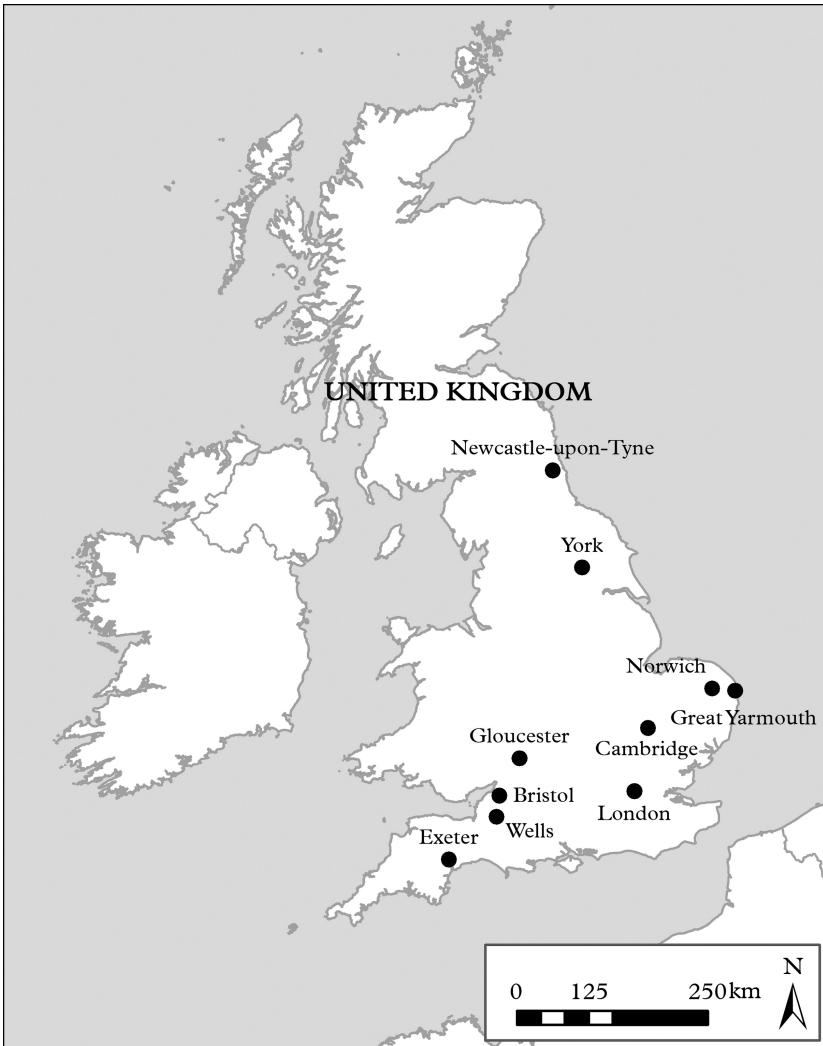 UNITED KINGDOM
Newcastle-upon-Tyne
York
Norwich
Great Yarmouth
Gloucester
Cambridge
Bristol
London
Wells
Exeter
N
0 125 250km